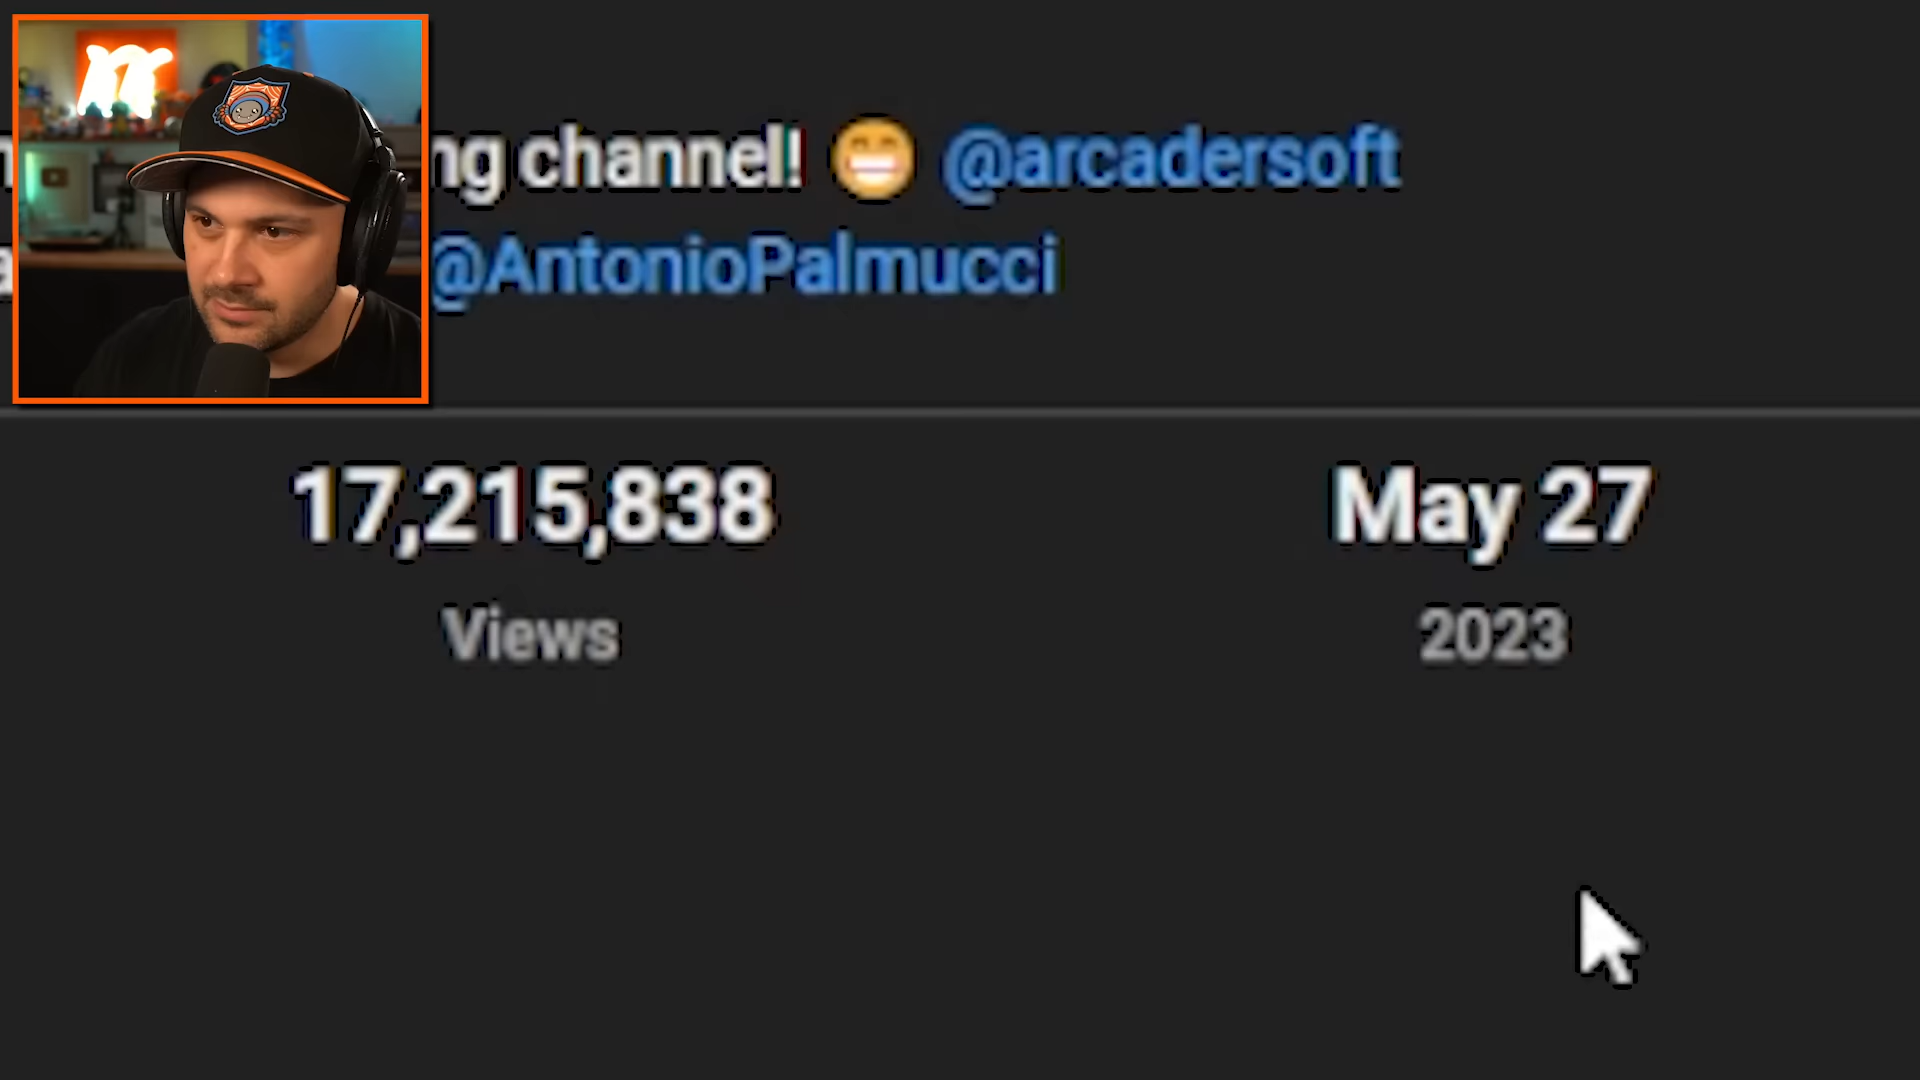 ng channel! 😁 @arcadersoft
@AntonioPalmucci
17,215,838
May 27
Views
2023